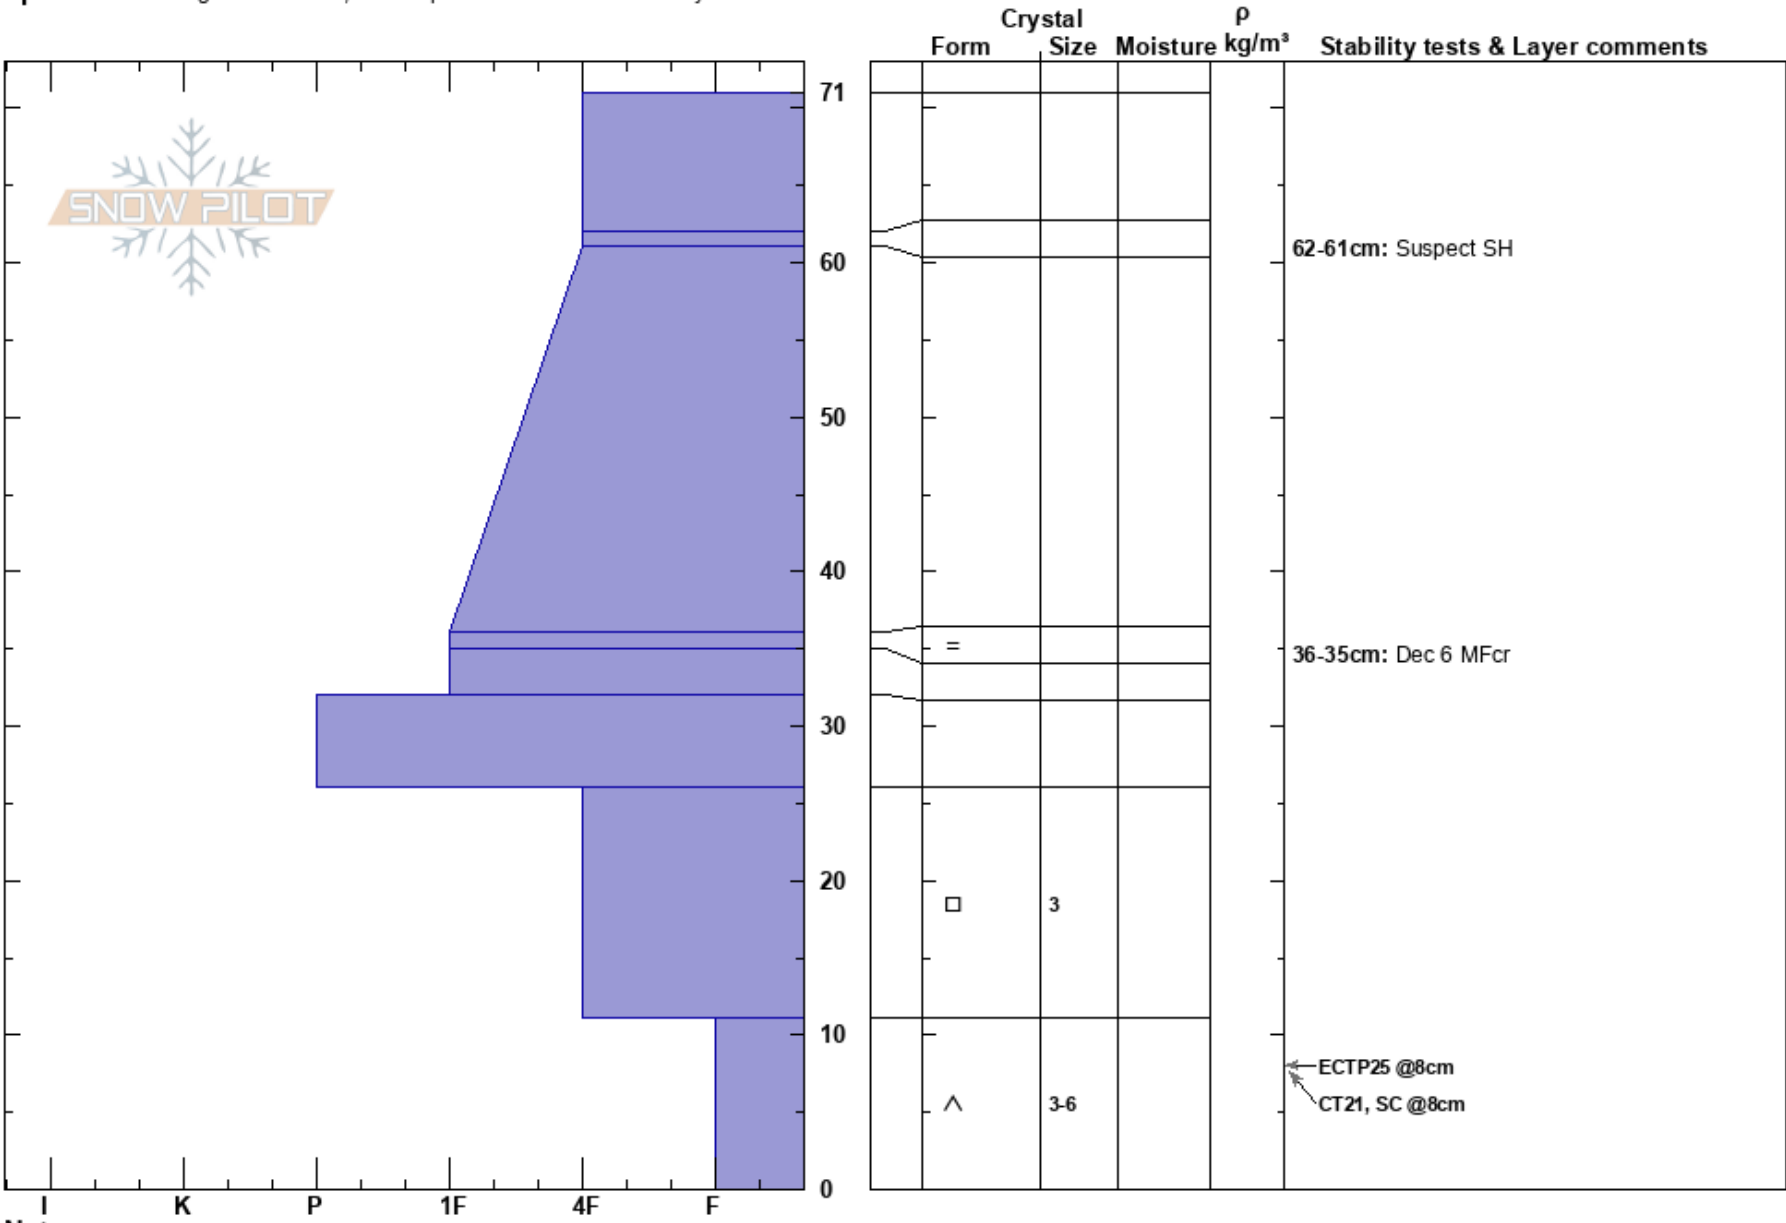 Crystal ρ
Form Size Moisture kg/m³ Stability tests & Layer comments
71
SNOW PILOT
62-61cm: Suspect SH
60
50
40
=
36-35cm: Dec 6 MFcr
30
20
3
10
ECTP25 @8cm
3-6
CT21, SC @8cm
0
I K P 1F 4F F